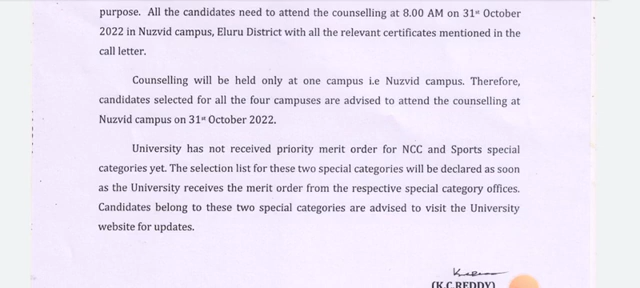 purpose. All the candidates need to attend the counselling at 8.00 AM on 31st October
2022 in Nuzvid campus, Eluru District with all the relevant certificates mentioned in the
call letter.
Counselling will be held only at one campus i.e Nuzvid campus. Therefore,
candidates selected for all the four campuses are advised to attend the counselling at
Nuzvid campus on 31st October 2022.
University has not received priority merit order for NCC and Sports special
categories yet. The selection list for these two special categories will be declared as soon
as the University receives the merit order from the respective special category offices.
Candidates belong to these two special categories are advised to visit the University
website for updates.
(K.C.REDDY)